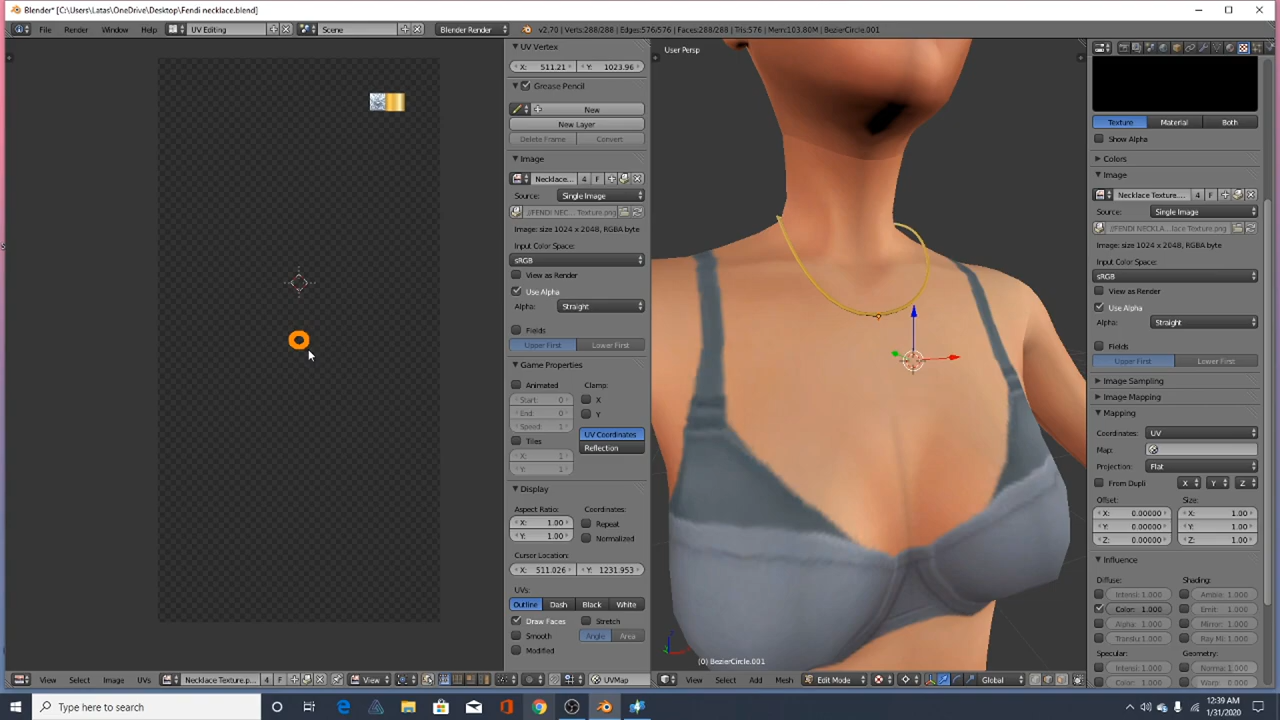 Blender* [C:\Users\Latas\OneDrive\Desktop\Fendi necklace.blend]
File Render Window Help UV Editing Scene Blender Render v2.70 | Verts:288/288 | Edges:576/576 | Faces:288/288 | Tris:576 | Mem:103.80M | BezierCircle.001
UV Vertex
X: 511.21 Y: 1023.96
Grease Pencil
New
New Layer
Delete Frame Convert
Image
Necklace... 4 F
Source: Single Image
//FENDI NEC... Texture.png
Image: size 1024 x 2048, RGBA byte
Input Color Space:
sRGB
View as Render
Use Alpha
Alpha: Straight
Fields
Upper First Lower First
Game Properties
Animated Clamp:
Start: 0 X
End: 0 Y
Speed: 1 UV Coordinates
Tiles Reflection
X: 1
Y: 1
Display
Aspect Ratio: Coordinates:
X: 1.00 Repeat
Y: 1.00 Normalized
Cursor Location:
X: 511.026 Y: 1231.953
UVs:
Outline Dash Black White
Draw Faces Stretch
Smooth Angle Area
Modified
View Select Image UVs Necklace Texture.p... 4 F View UVMap
User Persp
(0) BezierCircle.001
View Select Add Mesh Edit Mode Global
Texture Material Both
Show Alpha
Colors
Image
Necklace Texture.... 4 F
Source: Single Image
//FENDI NECKLA...lace Texture.png
Image: size 1024 x 2048, RGBA byte
Input Color Space:
sRGB
View as Render
Use Alpha
Alpha: Straight
Fields
Upper First Lower First
Image Sampling
Image Mapping
Mapping
Coordinates: UV
Map:
Projection: Flat
From Dupli X Y Z
Offset: Size:
X: 0.00000 X: 1.00
Y: 0.00000 Y: 1.00
Z: 0.00000 Z: 1.00
Influence
Diffuse: Shading:
Intensi: 1.000 Ambie: 1.000
Color: 1.000 Emit: 1.000
Alpha: 1.000 Mirror: 1.000
Translu: 1.000 Ray Mi: 1.000
Specular: Geometry:
Intensi: 1.000 Norma: 1.000
Color: 1.000 Warp: 0.000
Type here to search
12:39 AM
1/31/2020